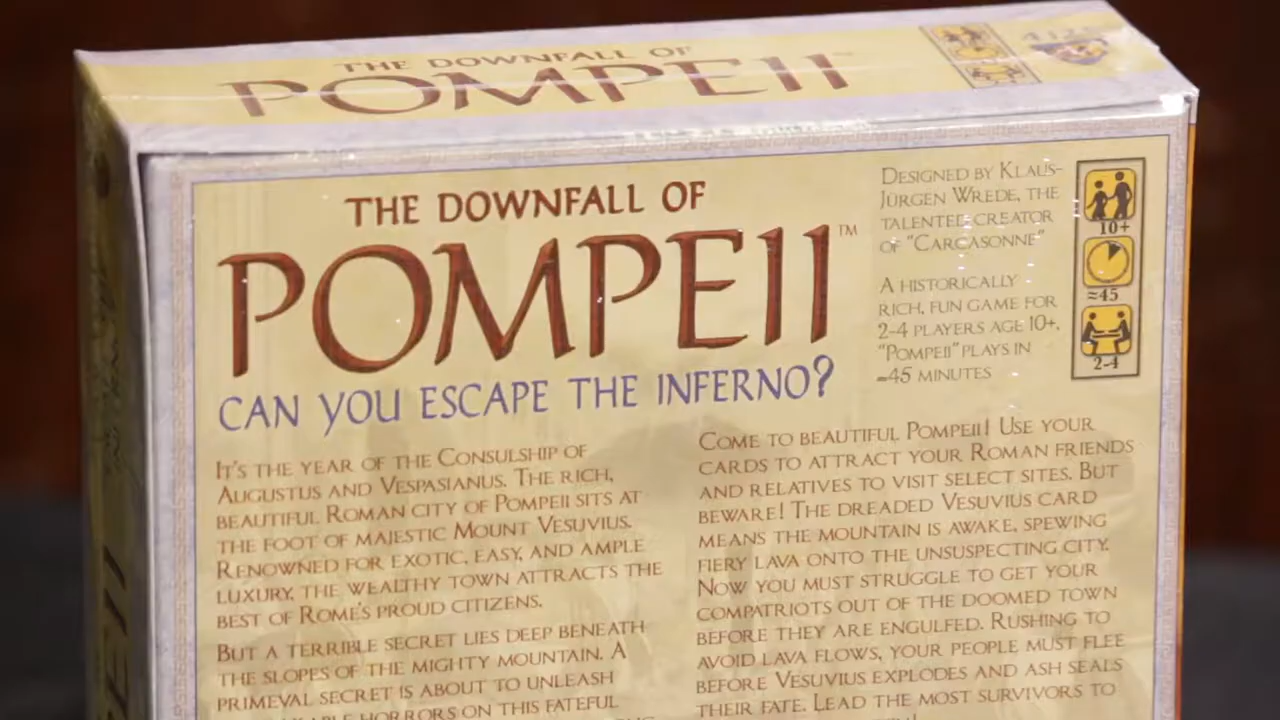 THE DOWNFALL OF
POMPEII
THE DOWNFALL OF
POMPEII™
CAN YOU ESCAPE THE INFERNO?
DESIGNED BY KLAUS-
JÜRGEN WREDE, THE
TALENTED CREATOR
OF "CARCASONNE"
A HISTORICALLY
RICH, FUN GAME FOR
2-4 PLAYERS AGE 10+.
"POMPEII" PLAYS IN
≈45 MINUTES
10+
≈45
2-4
IT'S THE YEAR OF THE CONSULSHIP OF
AUGUSTUS AND VESPASIANUS. THE RICH,
BEAUTIFUL ROMAN CITY OF POMPEII SITS AT
THE FOOT OF MAJESTIC MOUNT VESUVIUS.
RENOWNED FOR EXOTIC, EASY, AND AMPLE
LUXURY, THE WEALTHY TOWN ATTRACTS THE
BEST OF ROME'S PROUD CITIZENS.
BUT A TERRIBLE SECRET LIES DEEP BENEATH
THE SLOPES OF THE MIGHTY MOUNTAIN. A
PRIMEVAL SECRET IS ABOUT TO UNLEASH
HORRORS ON THIS FATEFUL
COME TO BEAUTIFUL POMPEII! USE YOUR
CARDS TO ATTRACT YOUR ROMAN FRIENDS
AND RELATIVES TO VISIT SELECT SITES. BUT
BEWARE! THE DREADED VESUVIUS CARD
MEANS THE MOUNTAIN IS AWAKE, SPEWING
FIERY LAVA ONTO THE UNSUSPECTING CITY.
NOW YOU MUST STRUGGLE TO GET YOUR
COMPATRIOTS OUT OF THE DOOMED TOWN
BEFORE THEY ARE ENGULFED. RUSHING TO
AVOID LAVA FLOWS, YOUR PEOPLE MUST FLEE
BEFORE VESUVIUS EXPLODES AND ASH SEALS
THEIR FATE. LEAD THE MOST SURVIVORS TO